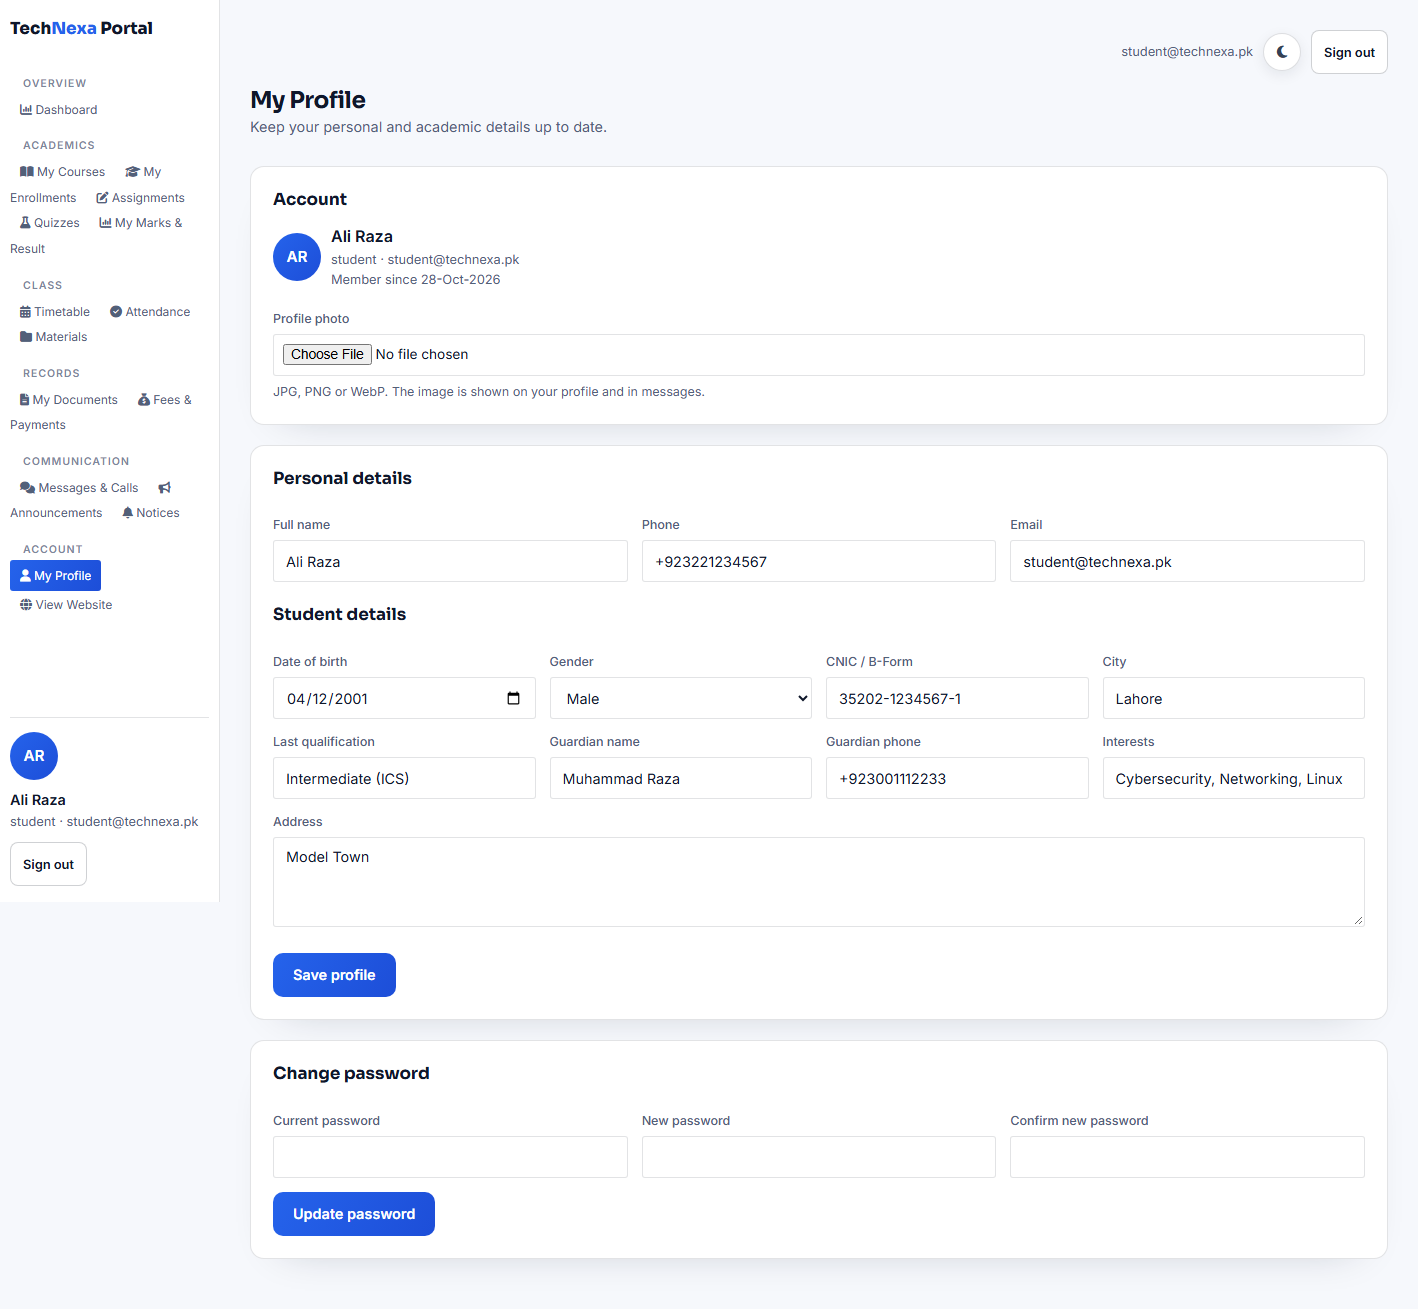 TechNexa Portal
OVERVIEW
Dashboard
ACADEMICS
My Courses My
Enrollments Assignments
Quizzes My Marks &
Result
CLASS
Timetable Attendance
Materials
RECORDS
My Documents Fees &
Payments
COMMUNICATION
Messages & Calls
Announcements Notices
ACCOUNT
My Profile
View Website
AR
Ali Raza
student · student@technexa.pk
Sign out
student@technexa.pk Sign out
My Profile
Keep your personal and academic details up to date.
Account
AR
Ali Raza
student · student@technexa.pk
Member since 28-Oct-2026
Profile photo
Choose File No file chosen
JPG, PNG or WebP. The image is shown on your profile and in messages.
Personal details
Full name Phone Email
Ali Raza +923221234567 student@technexa.pk
Student details
Date of birth Gender CNIC / B-Form City
04/12/2001 Male 35202-1234567-1 Lahore
Last qualification Guardian name Guardian phone Interests
Intermediate (ICS) Muhammad Raza +923001112233 Cybersecurity, Networking, Linux
Address
Model Town
Save profile
Change password
Current password New password Confirm new password
Update password